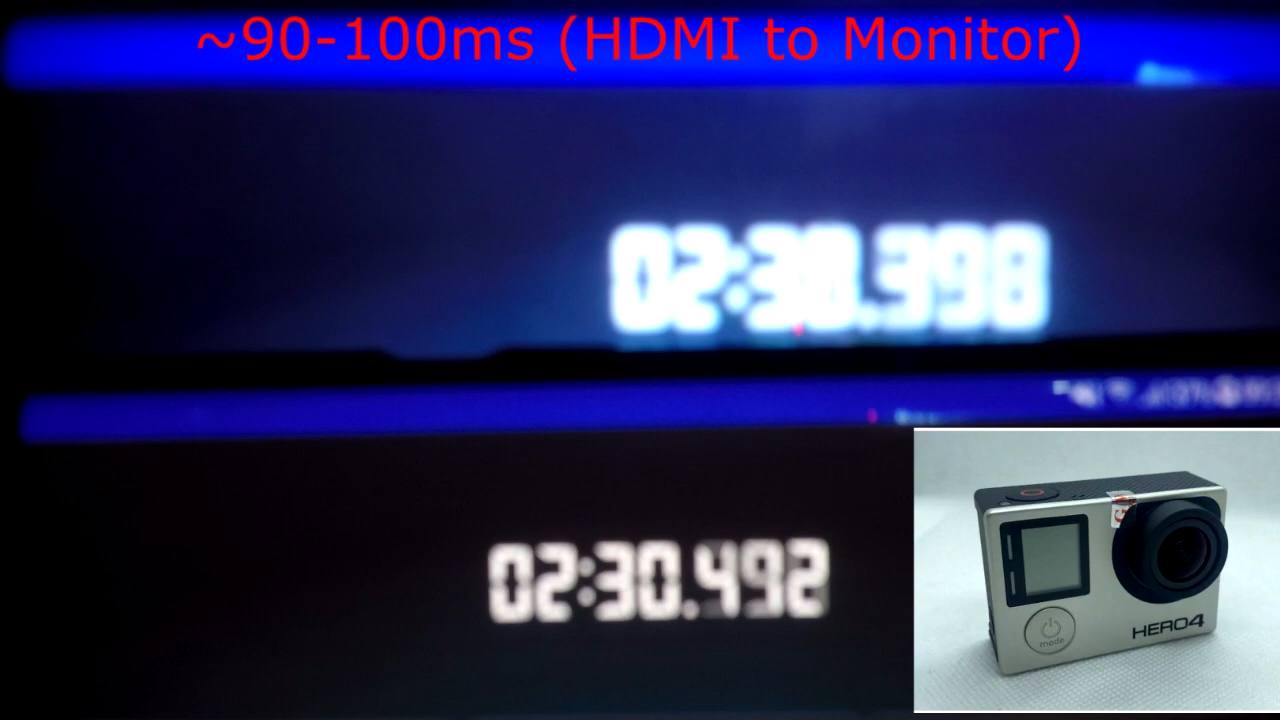 ~90-100ms (HDMI to Monitor)
02:30.398
02:30.492
mode
HERO4